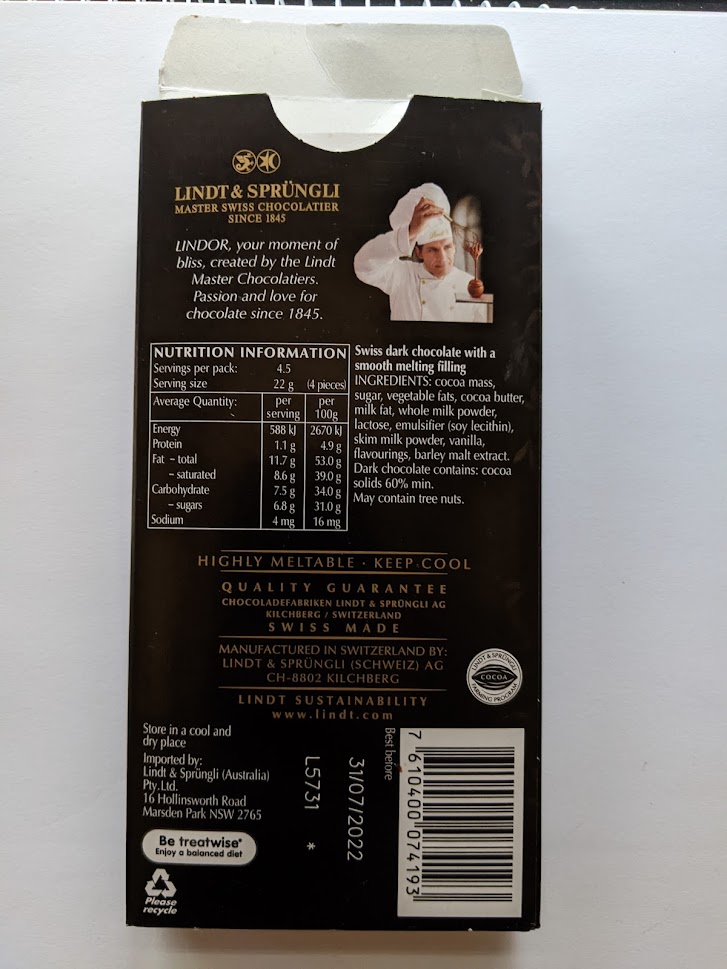 LINDT & SPRÜNGLI
MASTER SWISS CHOCOLATIER
SINCE 1845
LINDOR, your moment of
bliss, created by the Lindt
Master Chocolatiers.
Passion and love for
chocolate since 1845.
NUTRITION INFORMATION
Servings per pack: 4.5
Serving size 22 g (4 pieces)
Average Quantity: per serving per 100g
Energy 588 kJ 2670 kJ
Protein 1.1 g 4.9 g
Fat - total 11.7 g 53.0 g
- saturated 8.6 g 39.0 g
Carbohydrate 7.5 g 34.0 g
- sugars 6.8 g 31.0 g
Sodium 4 mg 16 mg
Swiss dark chocolate with a
smooth melting filling
INGREDIENTS: cocoa mass,
sugar, vegetable fats, cocoa butter,
milk fat, whole milk powder,
lactose, emulsifier (soy lecithin),
skim milk powder, vanilla,
flavourings, barley malt extract.
Dark chocolate contains: cocoa
solids 60% min.
May contain tree nuts.
HIGHLY MELTABLE · KEEP COOL
QUALITY GUARANTEE
CHOCOLADEFABRIKEN LINDT & SPRÜNGLI AG
KILCHBERG / SWITZERLAND
SWISS MADE
MANUFACTURED IN SWITZERLAND BY:
LINDT & SPRÜNGLI (SCHWEIZ) AG
CH-8802 KILCHBERG
LINDT & SPRÜNGLI
COCOA
FARMING PROGRAM
LINDT SUSTAINABILITY
www.lindt.com
Store in a cool and
dry place
Imported by:
Lindt & Sprüngli (Australia)
Pty. Ltd.
16 Hollinsworth Road
Marsden Park NSW 2765
Be treatwise®
Enjoy a balanced diet
Please
recycle
Best before
31/07/2022
L5731 *
7 610400 074193